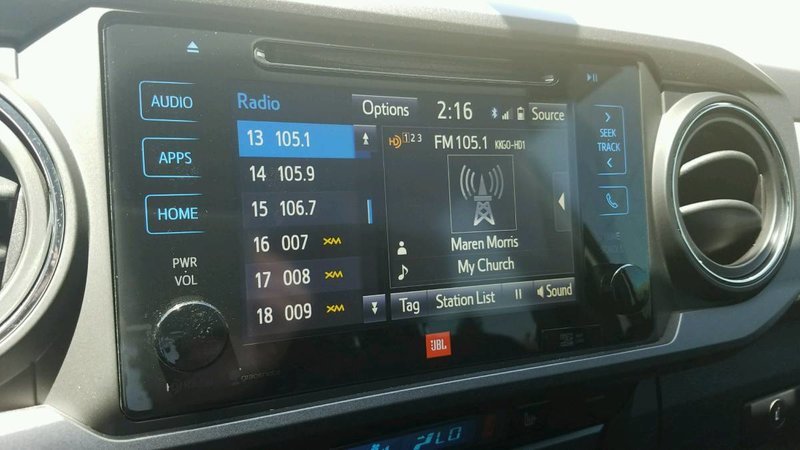 AUDIO
APPS
HOME
PWR
VOL
Radio
Options
2:16
Source
13 105.1
14 105.9
15 106.7
16 007 XM
17 008 XM
18 009 XM
HD 1 2 3 FM 105.1 KKGO-HD1
Maren Morris
My Church
Tag
Station List
Sound
SEEK
TRACK
JBL
LO